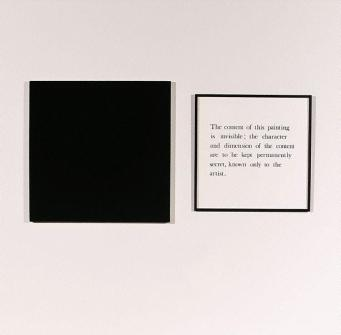 The content of this painting
is invisible; the character
and dimension of the content
are to be kept permanently
secret, known only to the
artist.